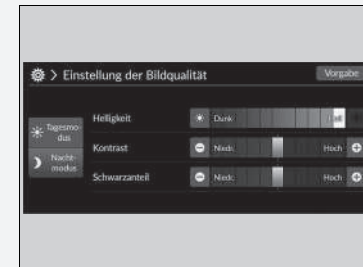 > Einstellung der Bildqualität
Vorgabe
Tagesmo-
dus
Nacht-
modus
Helligkeit
Dunk.
Hell
Kontrast
Niedr.
Hoch
Schwarzanteil
Niedr.
Hoch